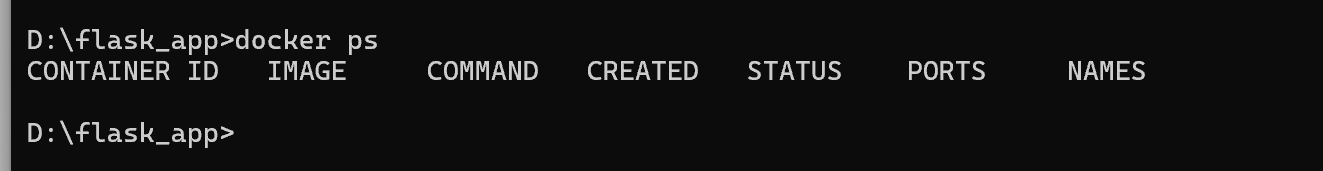 D:\flask_app>docker ps
CONTAINER ID   IMAGE     COMMAND   CREATED   STATUS    PORTS     NAMES
D:\flask_app>